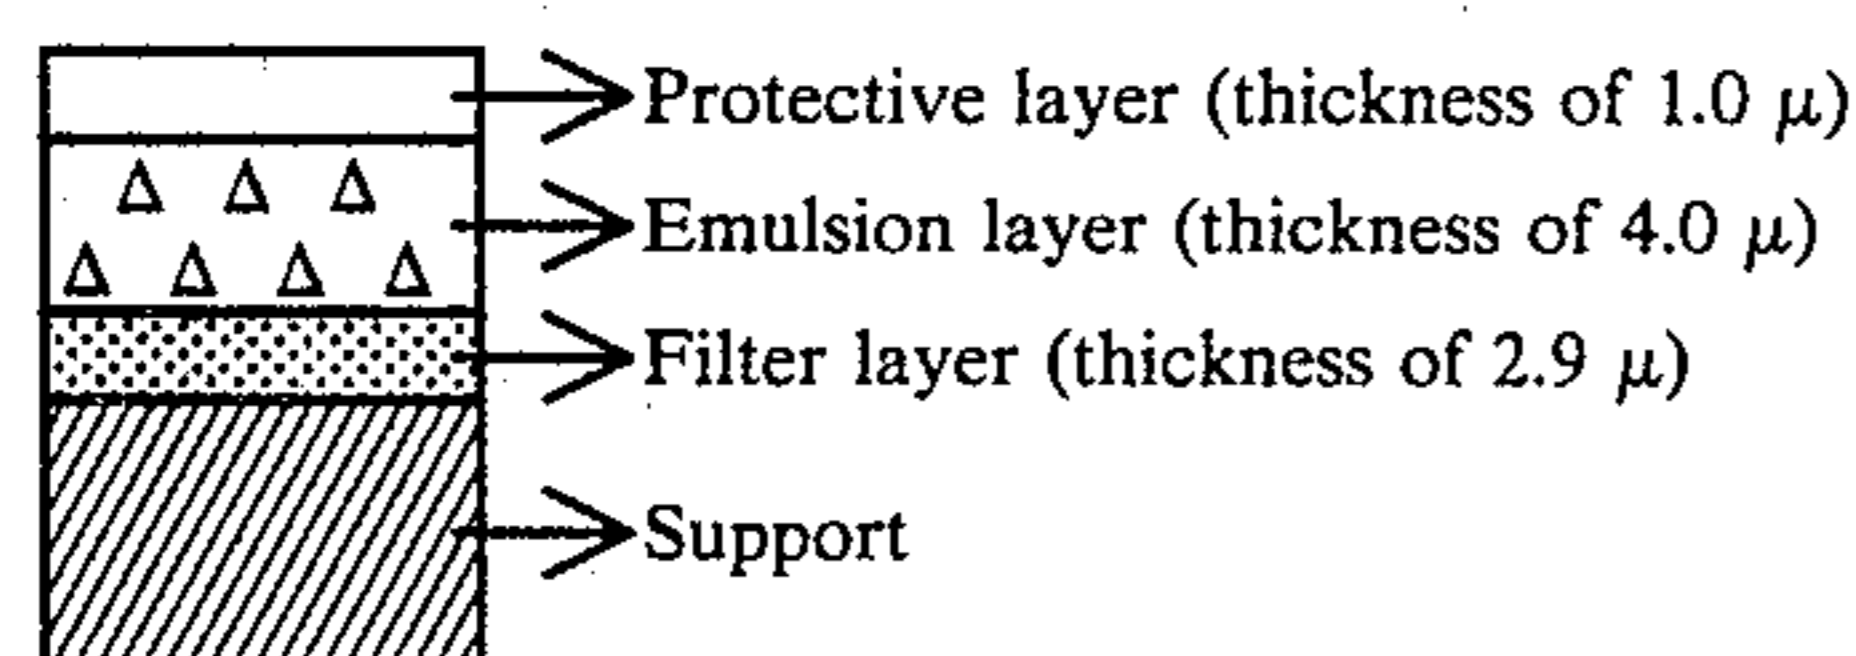 Protective layer (thickness of 1.0 μ)
Emulsion layer (thickness of 4.0 μ)
Filter layer (thickness of 2.9 μ)
Support